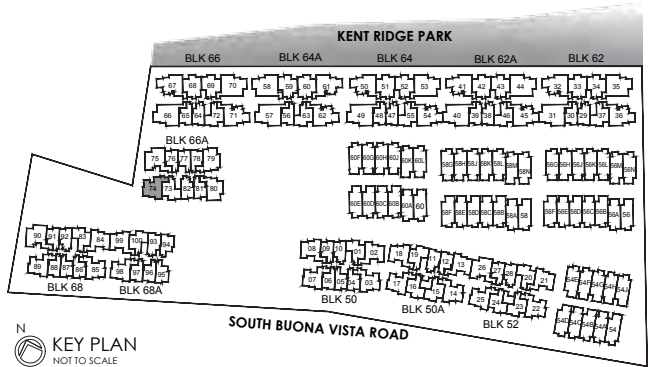 KENT RIDGE PARK
BLK 66 BLK 64A BLK 64 BLK 62A BLK 62
67 68 69 70 58 59 60 61 50 51 52 53 41 42 43 44 32 33 34 35
66 65 64 72 71 57 56 63 62 49 48 47 55 54 40 39 38 46 45 31 30 29 37 36
BLK 66A
75 76 77 78 79 60F 60G 60H 60J 60K 60L 58G 58H 58J 58K 58L 58M 58N 56G 56H 56J 56K 56L 56M 56N
74 73 82 81 80 60E 60D 60C 60B 60A 60 58F 58E 58D 58C 58B 58A 58 56F 56E 56D 56C 56B 56A 56
90 91 92 83 84 99 100 93 94 08 09 10 01 02 18 19 11 12 13 26 27 28 20 21
89 88 87 86 85 98 97 96 95 07 06 05 04 03 17 16 15 14 25 24 23 22 54E 54F 54G 54H 54J
BLK 68 BLK 68A BLK 50 BLK 50A BLK 52 54D 54C 54B 54A 54
SOUTH BUONA VISTA ROAD
N
KEY PLAN
NOT TO SCALE